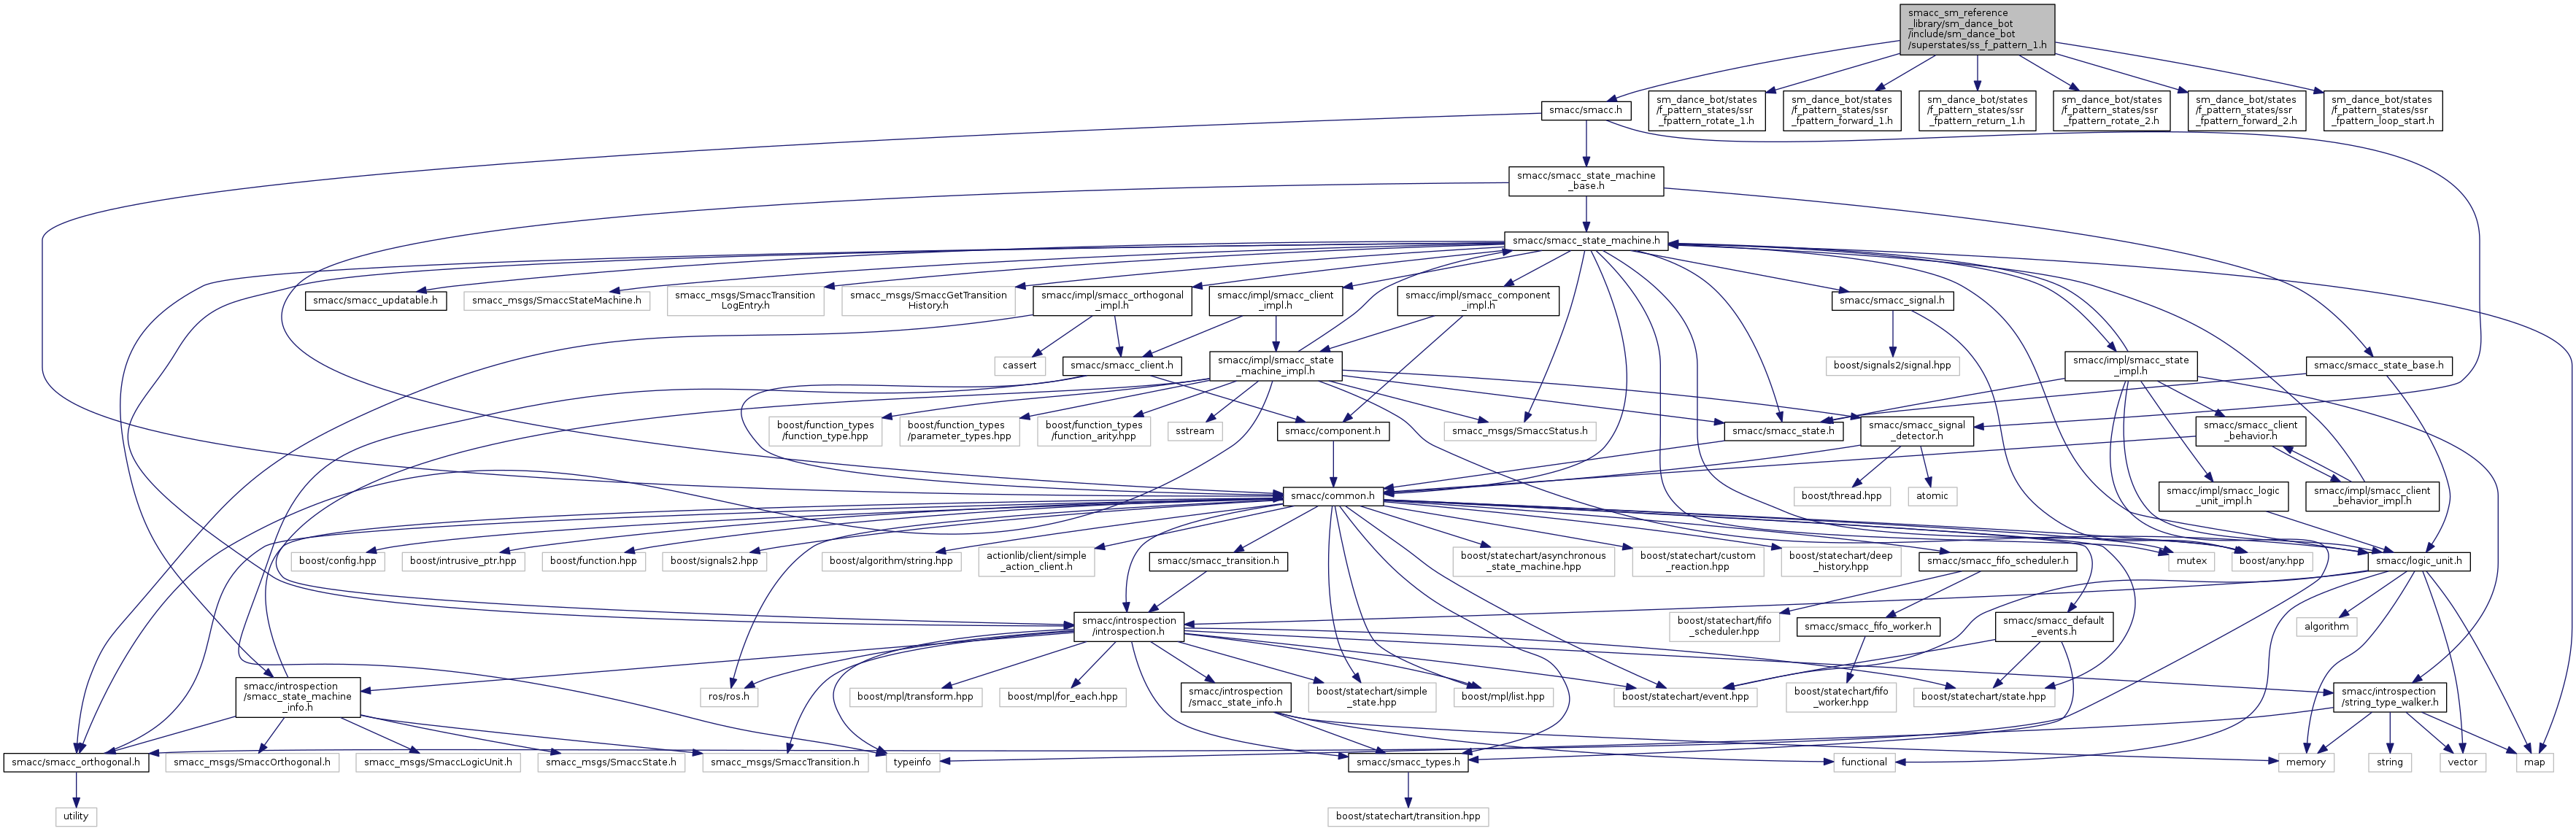 smacc_sm_reference
_library/sm_dance_bot
/include/sm_dance_bot
/superstates/ss_f_pattern_1.h
smacc/smacc.h
sm_dance_bot/states
/f_pattern_states/ssr
_fpattern_rotate_1.h
sm_dance_bot/states
/f_pattern_states/ssr
_fpattern_forward_1.h
sm_dance_bot/states
/f_pattern_states/ssr
_fpattern_return_1.h
sm_dance_bot/states
/f_pattern_states/ssr
_fpattern_rotate_2.h
sm_dance_bot/states
/f_pattern_states/ssr
_fpattern_forward_2.h
sm_dance_bot/states
/f_pattern_states/ssr
_fpattern_loop_start.h
smacc/smacc_state_machine
_base.h
smacc/smacc_state_machine.h
smacc/smacc_updatable.h
smacc_msgs/SmaccStateMachine.h
smacc_msgs/SmaccTransition
LogEntry.h
smacc_msgs/SmaccGetTransition
History.h
smacc/impl/smacc_orthogonal
_impl.h
smacc/impl/smacc_client
_impl.h
smacc/impl/smacc_component
_impl.h
smacc/smacc_signal.h
cassert
smacc/smacc_client.h
smacc/impl/smacc_state
_machine_impl.h
boost/signals2/signal.hpp
smacc/impl/smacc_state
_impl.h
smacc/smacc_state_base.h
boost/function_types
/function_type.hpp
boost/function_types
/parameter_types.hpp
boost/function_types
/function_arity.hpp
sstream
smacc/component.h
smacc_msgs/SmaccStatus.h
smacc/smacc_state.h
smacc/smacc_signal
_detector.h
smacc/smacc_client
_behavior.h
smacc/common.h
boost/thread.hpp
atomic
smacc/impl/smacc_logic
_unit_impl.h
smacc/impl/smacc_client
_behavior_impl.h
boost/config.hpp
boost/intrusive_ptr.hpp
boost/function.hpp
boost/signals2.hpp
boost/algorithm/string.hpp
actionlib/client/simple
_action_client.h
smacc/smacc_transition.h
boost/statechart/asynchronous
_state_machine.hpp
boost/statechart/custom
_reaction.hpp
boost/statechart/deep
_history.hpp
smacc/smacc_fifo_scheduler.h
mutex
boost/any.hpp
smacc/logic_unit.h
smacc/introspection
/introspection.h
boost/statechart/fifo
_scheduler.hpp
smacc/smacc_fifo_worker.h
smacc/smacc_default
_events.h
algorithm
smacc/introspection
/smacc_state_machine
_info.h
ros/ros.h
boost/mpl/transform.hpp
boost/mpl/for_each.hpp
smacc/introspection
/smacc_state_info.h
boost/statechart/simple
_state.hpp
boost/mpl/list.hpp
boost/statechart/event.hpp
boost/statechart/fifo
_worker.hpp
boost/statechart/state.hpp
smacc/introspection
/string_type_walker.h
smacc/smacc_orthogonal.h
smacc_msgs/SmaccOrthogonal.h
smacc_msgs/SmaccLogicUnit.h
smacc_msgs/SmaccState.h
smacc_msgs/SmaccTransition.h
typeinfo
smacc/smacc_types.h
functional
memory
string
vector
map
utility
boost/statechart/transition.hpp